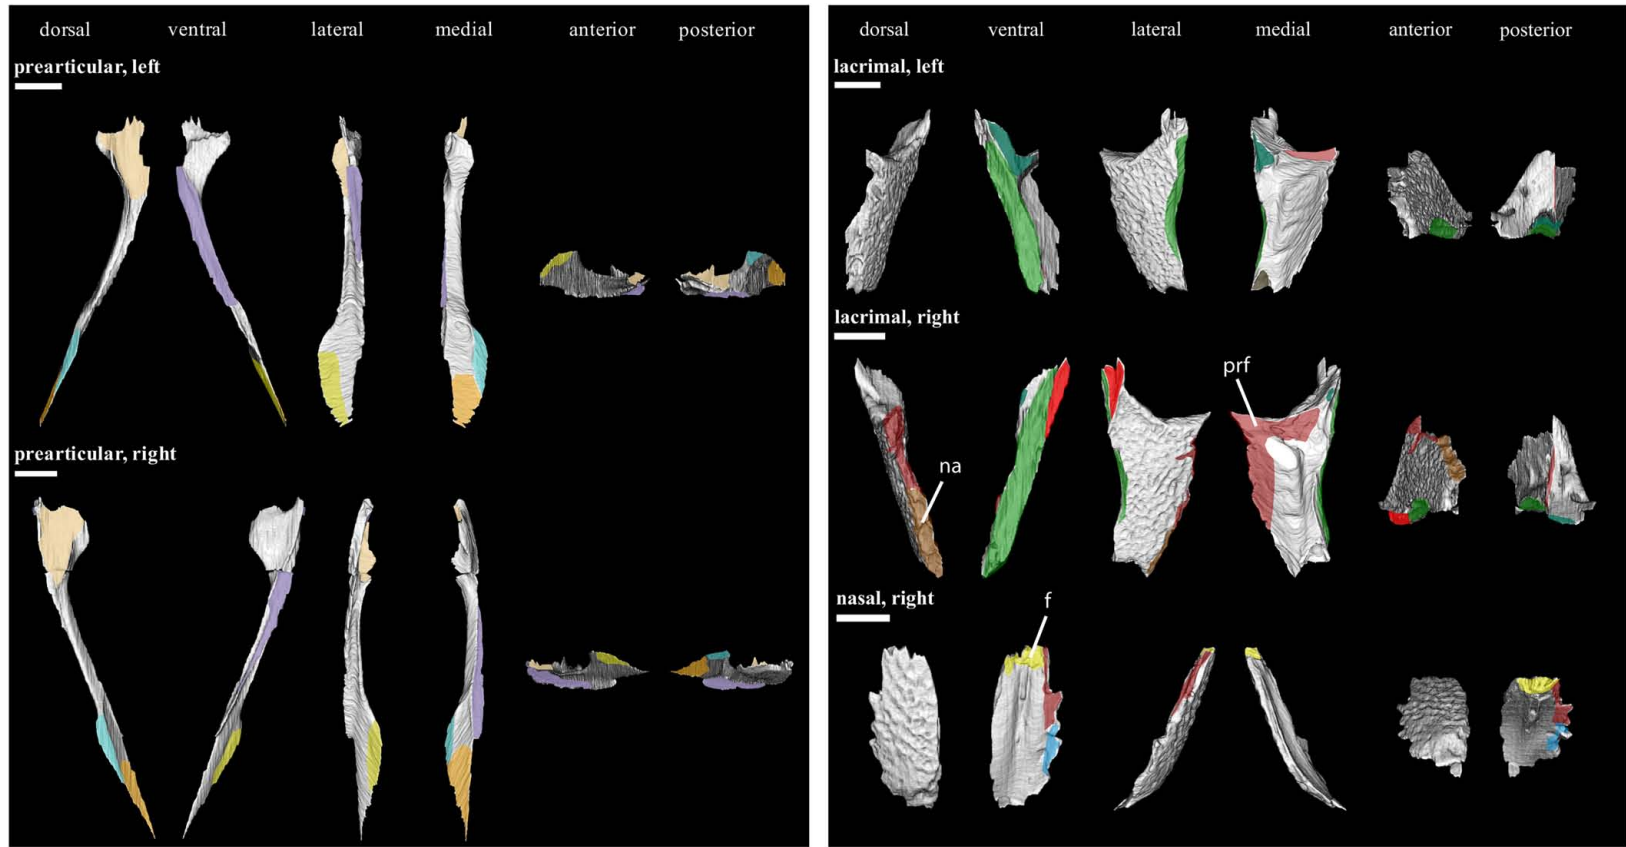 dorsal ventral lateral medial anterior posterior
prearticular, left
prearticular, right
dorsal ventral lateral medial anterior posterior
lacrimal, left
lacrimal, right
prf
na
nasal, right
f